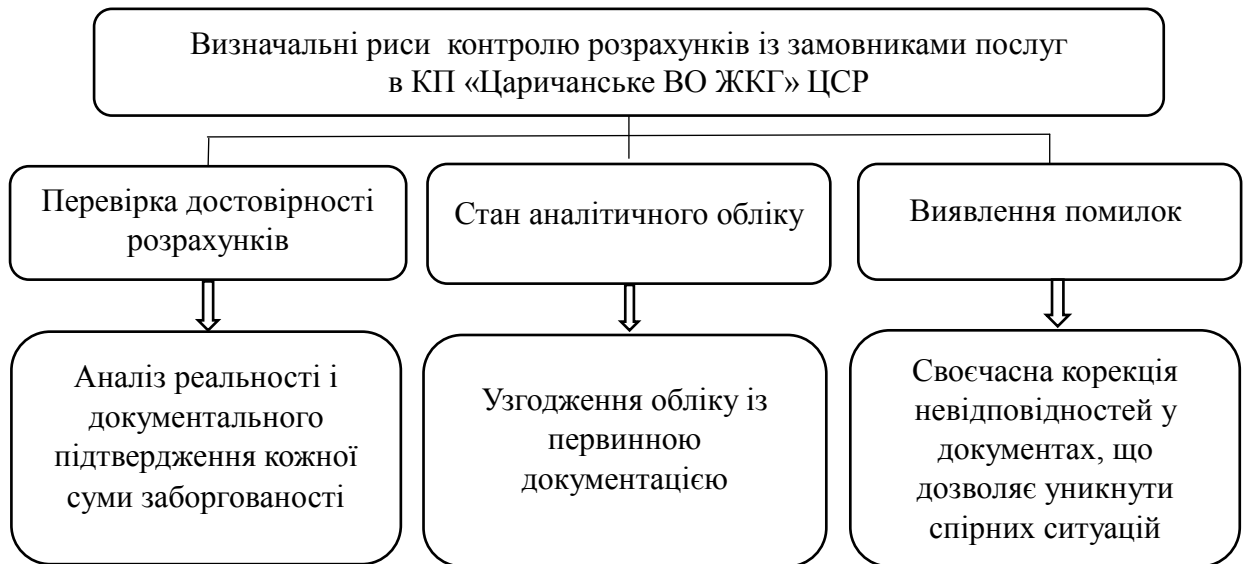 Визначальні риси контролю розрахунків із замовниками послуг
в КП «Царичанське ВО ЖКГ» ЦСР
Перевірка достовірності
розрахунків
Стан аналітичного обліку
Виявлення помилок
Аналіз реальності і
документального
підтвердження кожної
суми заборгованості
Узгодження обліку із
первинною
документацією
Своєчасна корекція
невідповідностей у
документах, що
дозволяє уникнути
спірних ситуацій